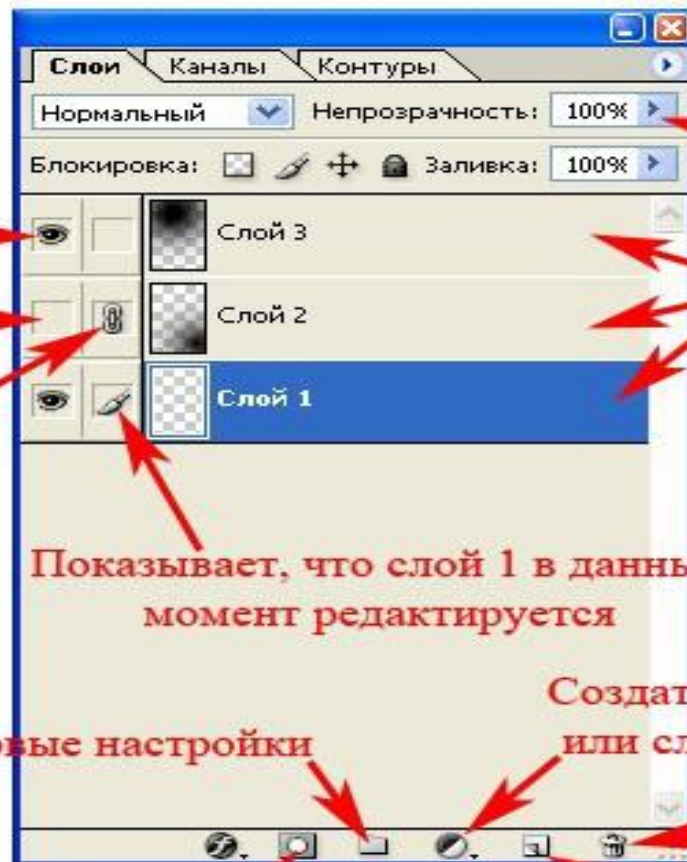 Слои Каналы Контуры
Нормальный Непрозрачность: 100%
Блокировка: Заливка: 100%
Слой 3
Слой 2
Слой 1
Показывает, что слой 1 в данны
момент редактируется
Создат
овые настройки или сл